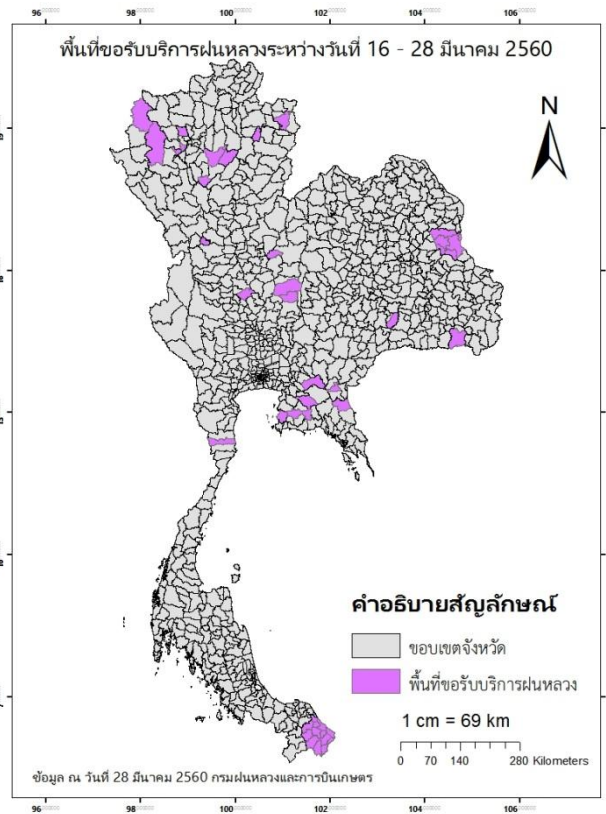 96 98 100 102 104 106
พื้นที่ขอรับบริการฝนหลวงระหว่างวันที่ 16 - 28 มีนาคม 2560
N
คำอธิบายสัญลักษณ์
ขอบเขตจังหวัด
พื้นที่ขอรับบริการฝนหลวง
1 cm = 69 km
0 70 140 280 Kilometers
ข้อมูล ณ วันที่ 28 มีนาคม 2560 กรมฝนหลวงและการบินเกษตร
96 98 100 102 104 106